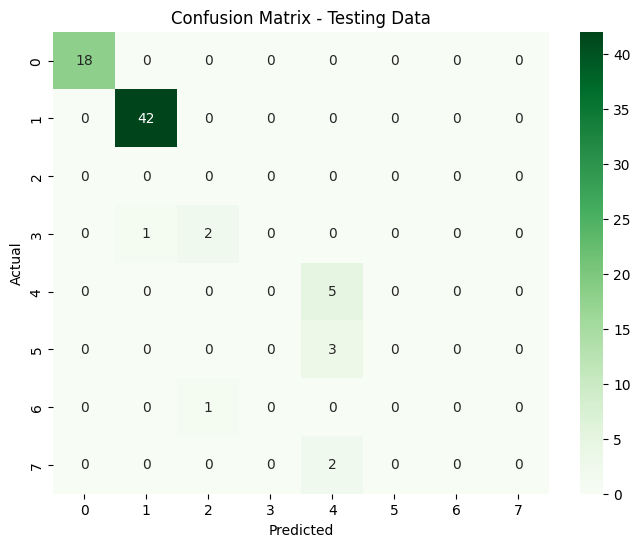 Confusion Matrix - Testing Data
0 18 0 0 0 0 0 0 0
1 0 42 0 0 0 0 0 0
2 0 0 0 0 0 0 0 0
3 0 1 2 0 0 0 0 0
4 0 0 0 0 5 0 0 0
5 0 0 0 0 3 0 0 0
6 0 0 1 0 0 0 0 0
7 0 0 0 0 2 0 0 0
0 1 2 3 4 5 6 7
Actual
Predicted
40
35
30
25
20
15
10
5
0